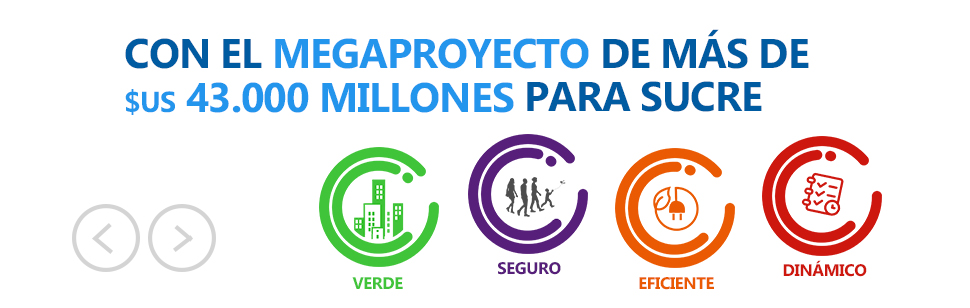 CON EL MEGAPROYECTO DE MÁS DE
$US 43.000 MILLONES PARA SUCRE
VERDE
SEGURO
EFICIENTE
DINÁMICO